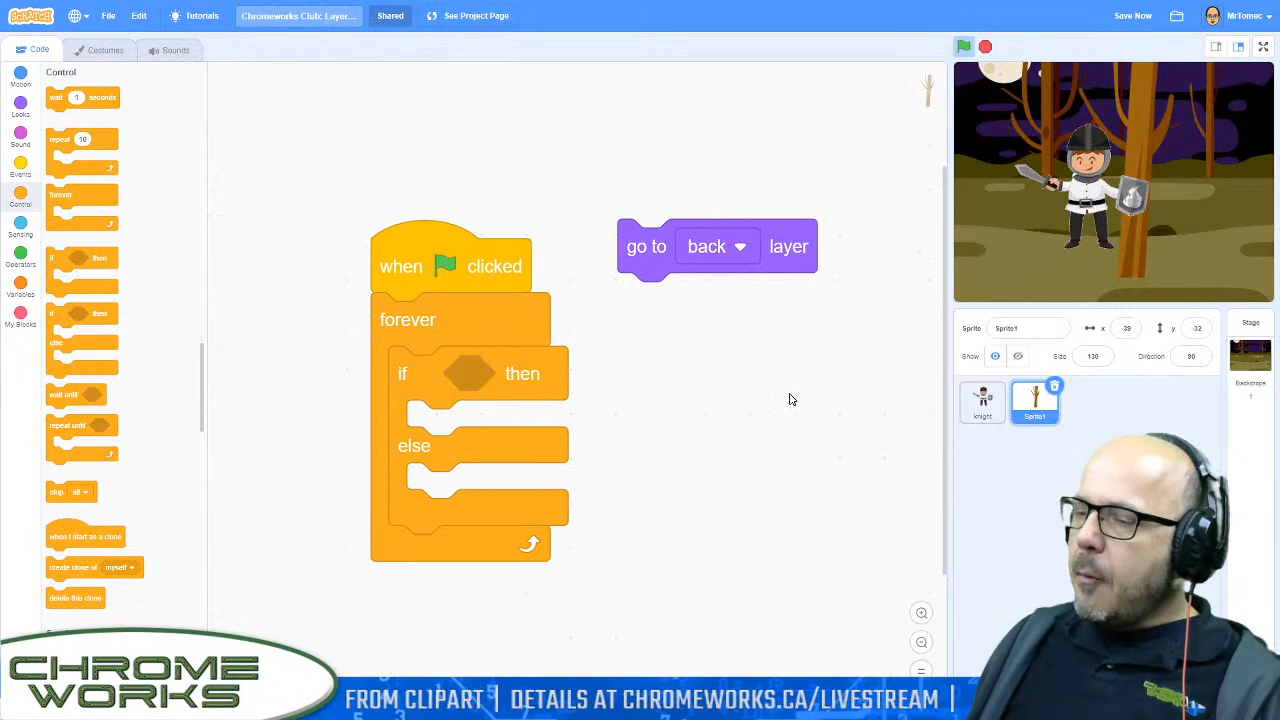 SCRATCH
File
Edit
Tutorials
Chromeworks Club: Layer...
Shared
See Project Page
Save Now
MrTomec
Code
Costumes
Sounds
Motion
Looks
Sound
Events
Control
Sensing
Operators
Variables
My Blocks
Control
wait 1 seconds
repeat 10
forever
if then
if then
else
wait until
repeat until
stop all
when I start as a clone
create clone of myself
delete this clone
when clicked
forever
if then
else
go to back layer
Sprite Sprite1 x -39 y -32
Show Size 130 Direction 90
knight
Sprite1
Stage
Backdrops
1
CHROME
WORKS
FROM CLIPART | DETAILS AT CHROMEWORKS.CA/LIVESTREAM |